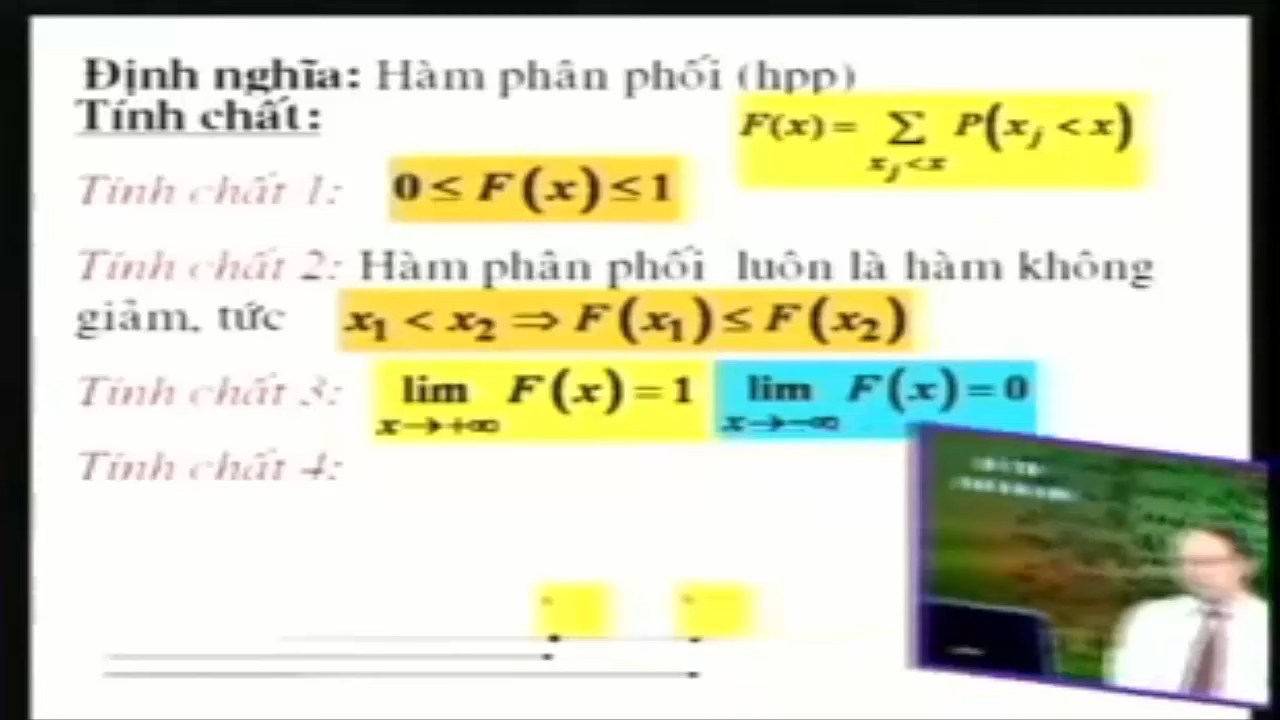 Định nghĩa: Hàm phân phối (hpp)
Tính chất:
F(x) = ∑ P(x_j < x)
x_j < x
Tính chất 1: 0 ≤ F(x) ≤ 1
Tính chất 2: Hàm phân phối luôn là hàm không
giảm, tức x₁ < x₂ ⇒ F(x₁) ≤ F(x₂)
Tính chất 3: lim F(x) = 1 lim F(x) = 0
x→+∞ x→−∞
Tính chất 4: